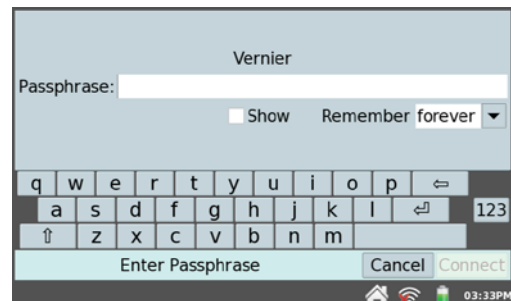 Vernier
Passphrase:
Show Remember forever
q w e r t y u i o p ⇦
a s d f g h j k l ⏎ 123
⇧ z x c v b n m
Enter Passphrase Cancel Connect
03:33PM